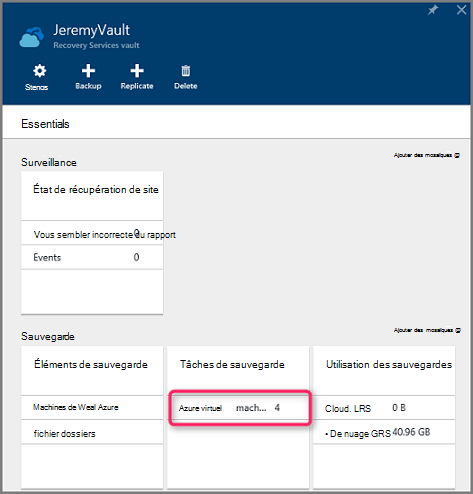 JeremyVault
Recovery Services vault
Stenos Backup Replicate Delete
Essentials
Ajouter des mosaïques
Surveillance
État de récupération de site
Vous sembler incorrecte du rapport 0
Events 0
Ajouter des mosaïques
Sauvegarde
Éléments de sauvegarde Tâches de sauvegarde Utilisation des sauvegardes
Machines de Weal Azure Azure virtuel mach... 4 Cloud. LRS 0 B
fichier dossiers • De nuage GRS 40.96 GB